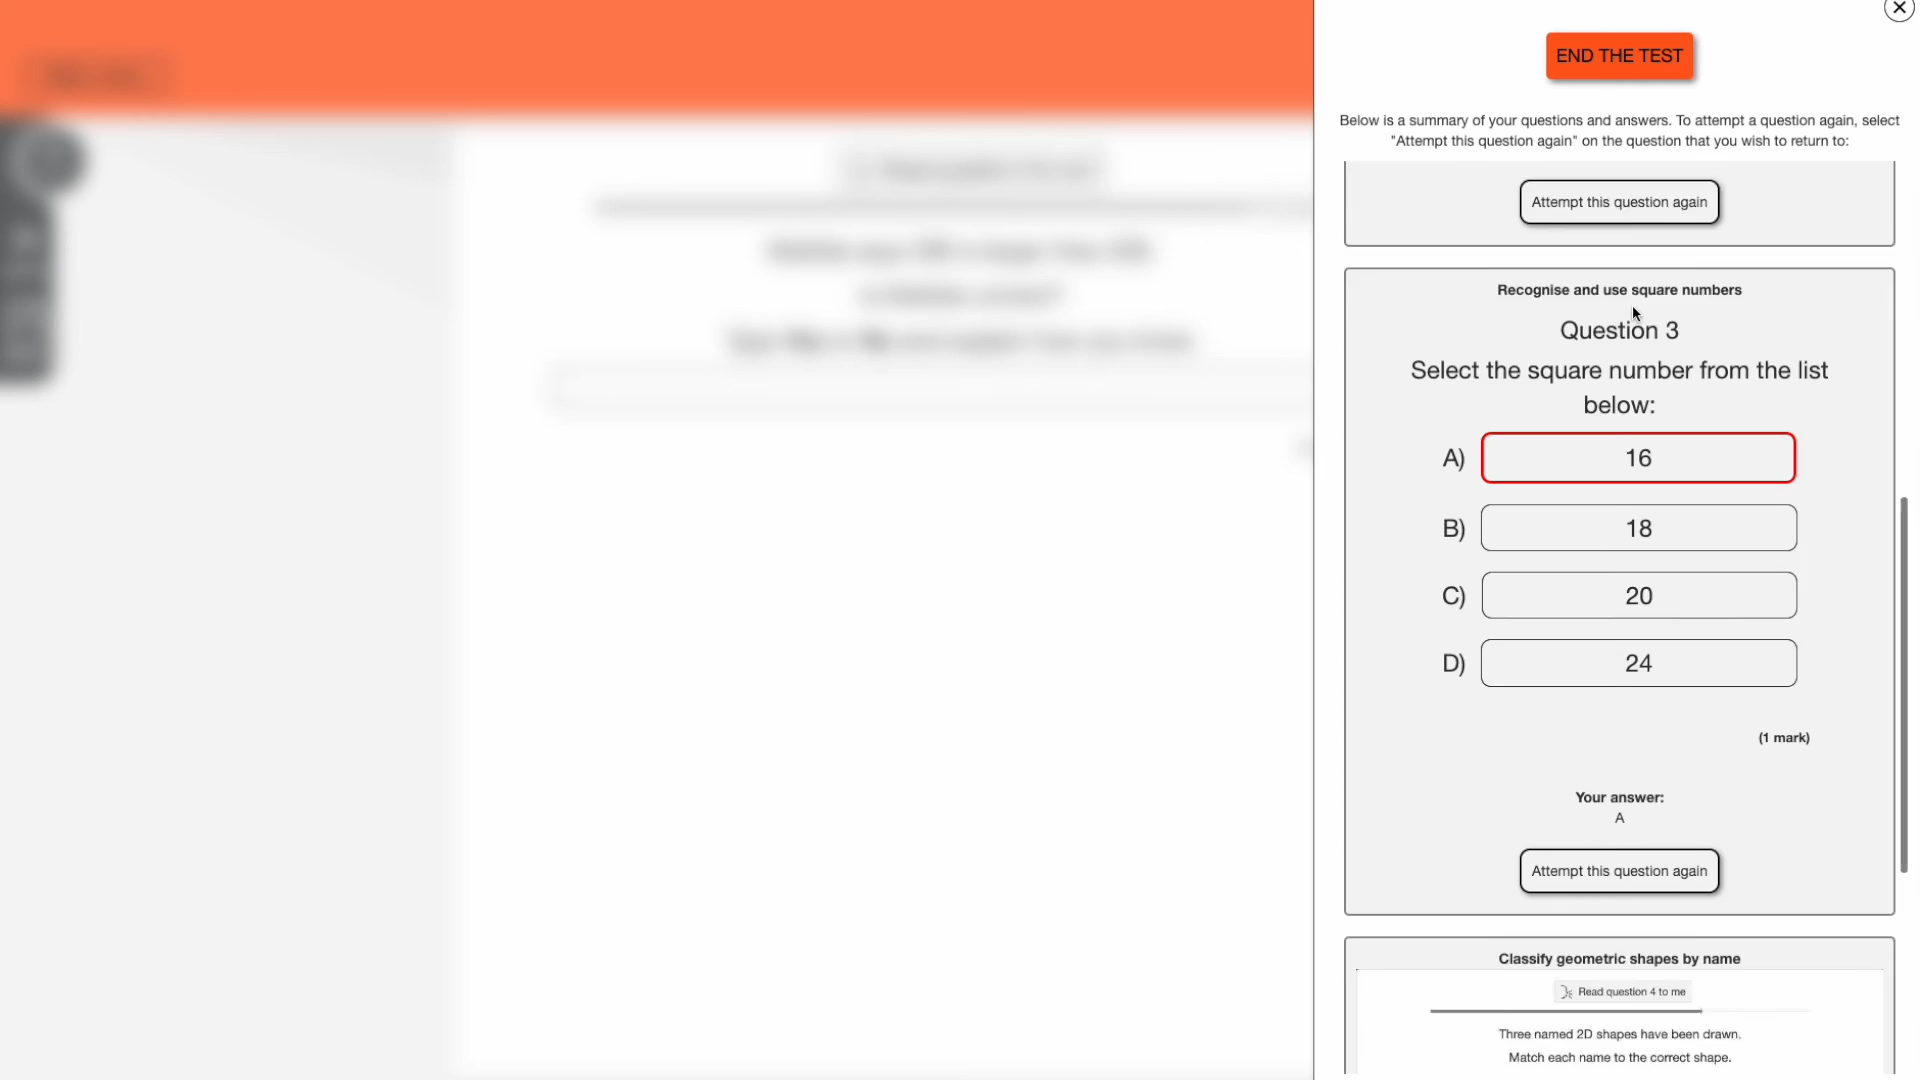 END THE TEST
Below is a summary of your questions and answers. To attempt a question again, select
"Attempt this question again" on the question that you wish to return to:
Attempt this question again
Recognise and use square numbers
Question 3
Select the square number from the list
below:
A) 16
B) 18
C) 20
D) 24
(1 mark)
Your answer:
A
Attempt this question again
Classify geometric shapes by name
Read question 4 to me
Three named 2D shapes have been drawn.
Match each name to the correct shape.